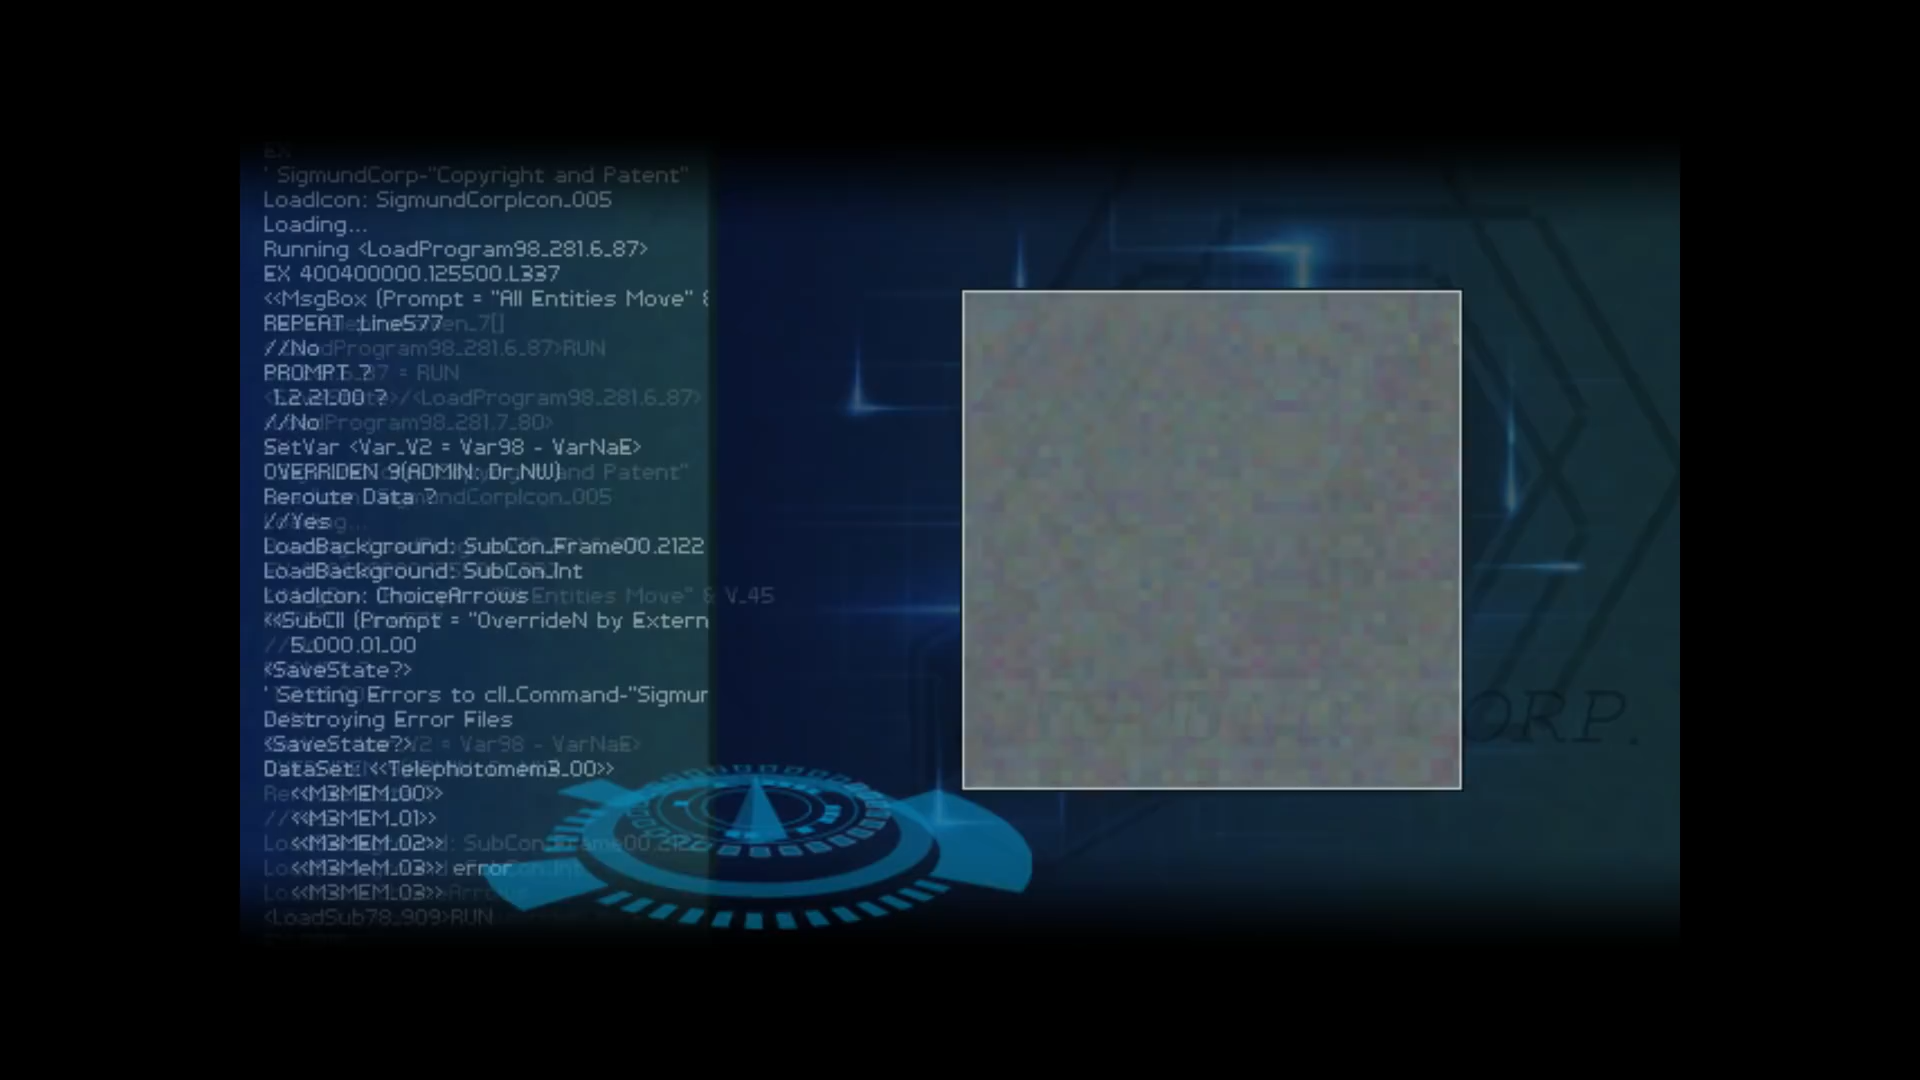 EX
' SigmundCorp-"Copyright and Patent"
LoadIcon: SigmundCorpIcon_005
Loading...
Running <LoadProgram98_281.6_87>
EX 400400000.125500.L337
<<MsgBox (Prompt = "All Entities Move" &
REPEAT :Line577
//No
PROMPT ?
1.2.21.00 ?
//No
SetVar <Var_V2 = Var98 - VarNaE>
OVERRIDEN 9(ADMIN: Dr.NW)
Reroute Data ?
//Yes
LoadBackground: SubCon_Frame00.2122
LoadBackground: SubCon_Int
LoadIcon: ChoiceArrows
<<SubCll (Prompt = "OverrideN by Extern
5.000.01.00
<SaveState?>
' Setting Errors to cll_Command-"Sigmur
Destroying Error Files
<SaveState?>
DataSet: <<Telephotomem3_00>>
<<M3MEM_00>>
<<M3MEM_01>>
<<M3MEM_02>>
<<M3MeM_03>> error
<<M3MEM_03>>
<LoadSub78_909>RUN
CORP.